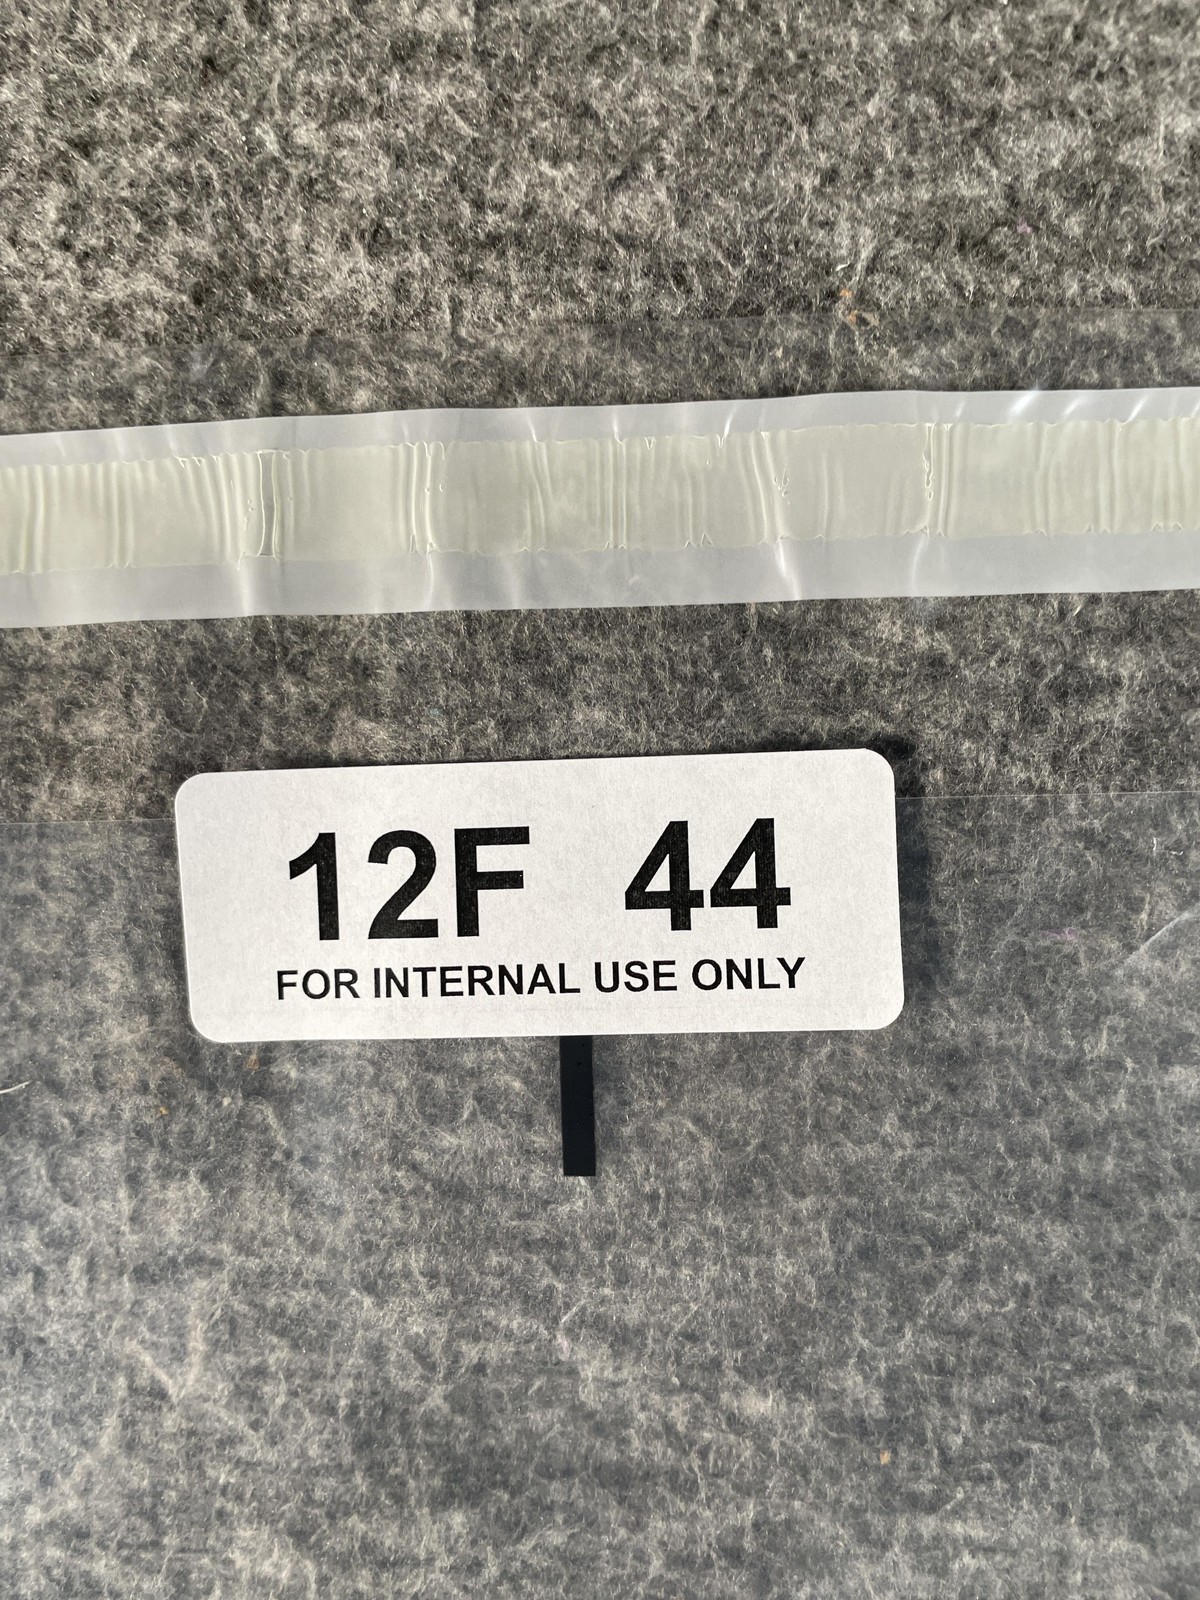 12F 44
FOR INTERNAL USE ONLY